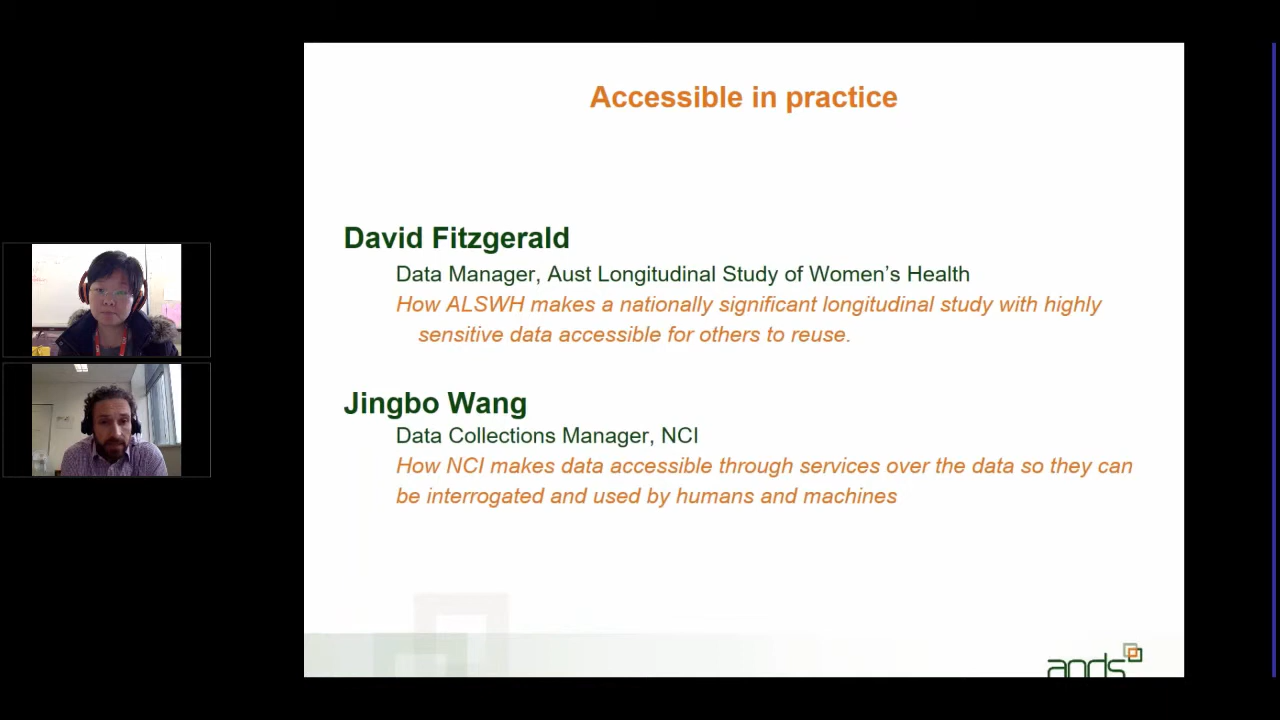 Accessible in practice
David Fitzgerald
Data Manager, Aust Longitudinal Study of Women’s Health
How ALSWH makes a nationally significant longitudinal study with highly
sensitive data accessible for others to reuse.
Jingbo Wang
Data Collections Manager, NCI
How NCI makes data accessible through services over the data so they can
be interrogated and used by humans and machines
ands